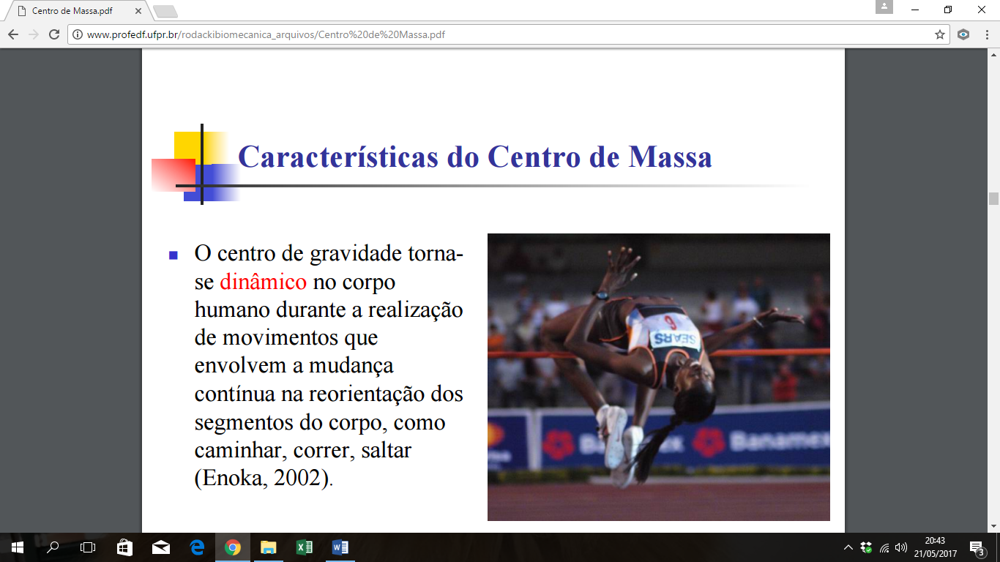 Centro de Massa.pdf
www.profedf.ufpr.br/rodackibiomecanica_arquivos/Centro%20de%20Massa.pdf
Características do Centro de Massa
O centro de gravidade torna-
se dinâmico no corpo
humano durante a realização
de movimentos que
envolvem a mudança
contínua na reorientação dos
segmentos do corpo, como
caminhar, correr, saltar
(Enoka, 2002).
9
SEARS
Banamex
Banamex
20:43
21/05/2017
3